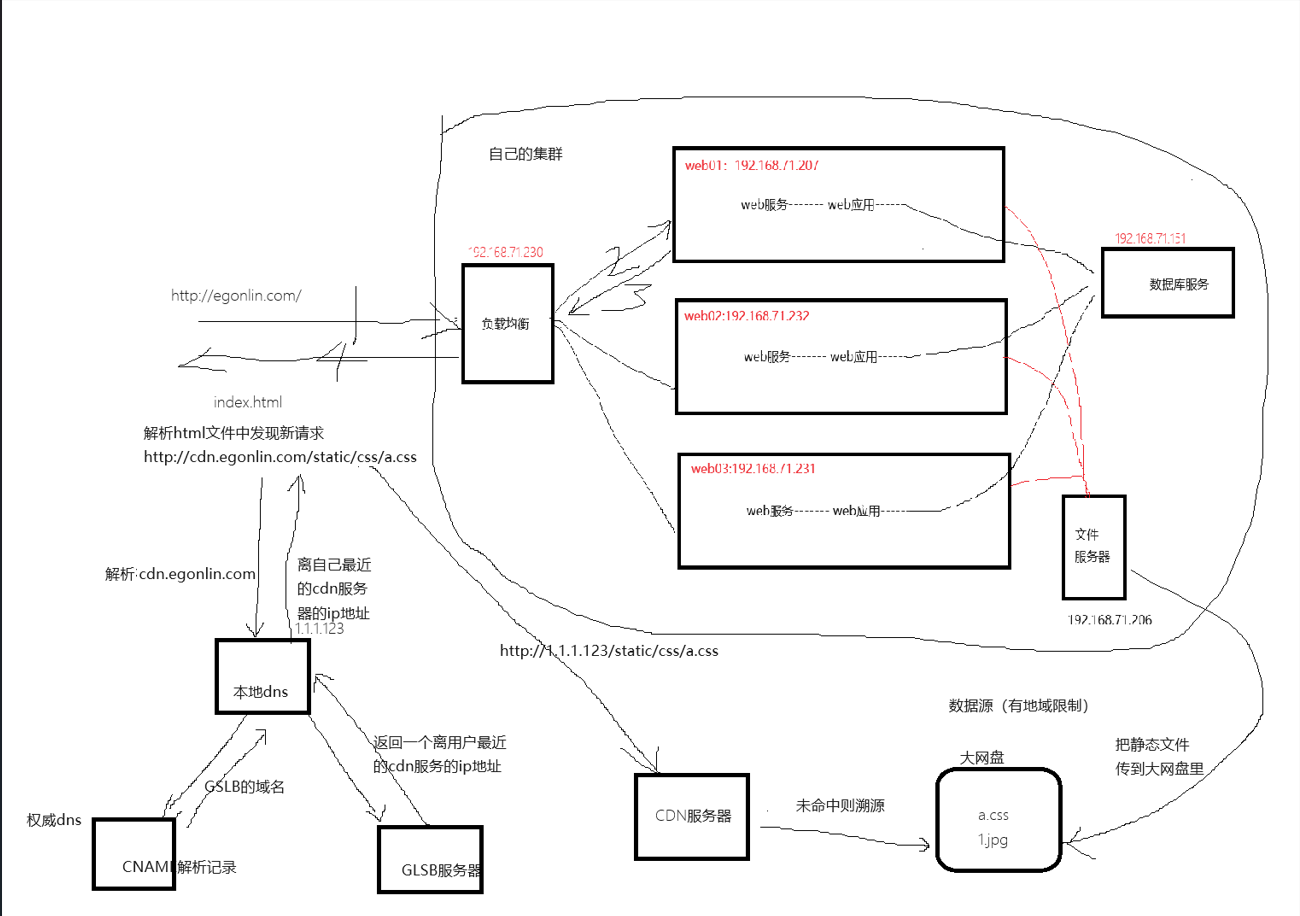 自己的集群
web01：192.168.71.207
web服务------ web应用-----
192.168.71.151
192.168.71.230
数据库服务
http://egonlin.com/
负载均衡
web02:192.168.71.232
web服务------ web应用-----
index.html
解析html文件中发现新请求
http://cdn.egonlin.com/static/css/a.css
web03:192.168.71.231
web服务------ web应用-----
文件
服务器
192.168.71.206
解析:cdn.egonlin.com
离自己最近
的cdn服务
器的ip地址
1.1.1.123
http://1.1.1.123/static/css/a.css
本地dns
数据源（有地域限制）
返回一个离用户最近
的cdn服务的ip地址
GSLB的域名
大网盘
把静态文件
传到大网盘里
权威dns
CNAME解析记录
GLSB服务器
CDN服务器
未命中则溯源
a.css
1.jpg